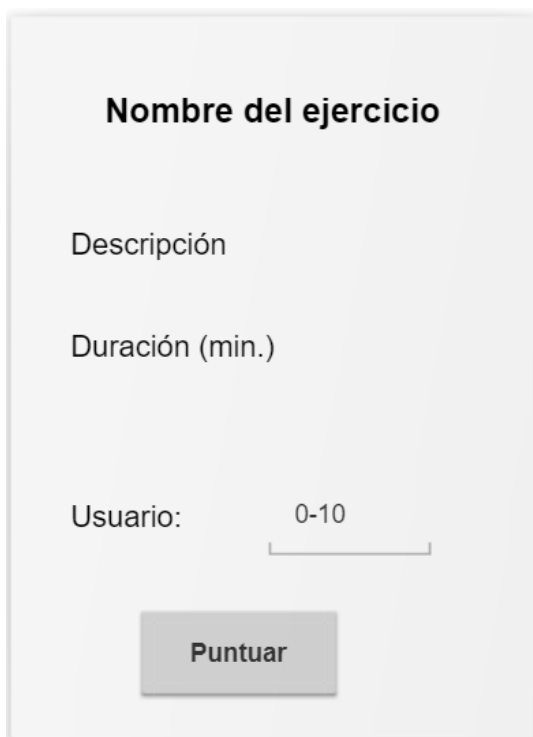 Nombre del ejercicio
Descripción
Duración (min.)
Usuario: 0-10
Puntuar